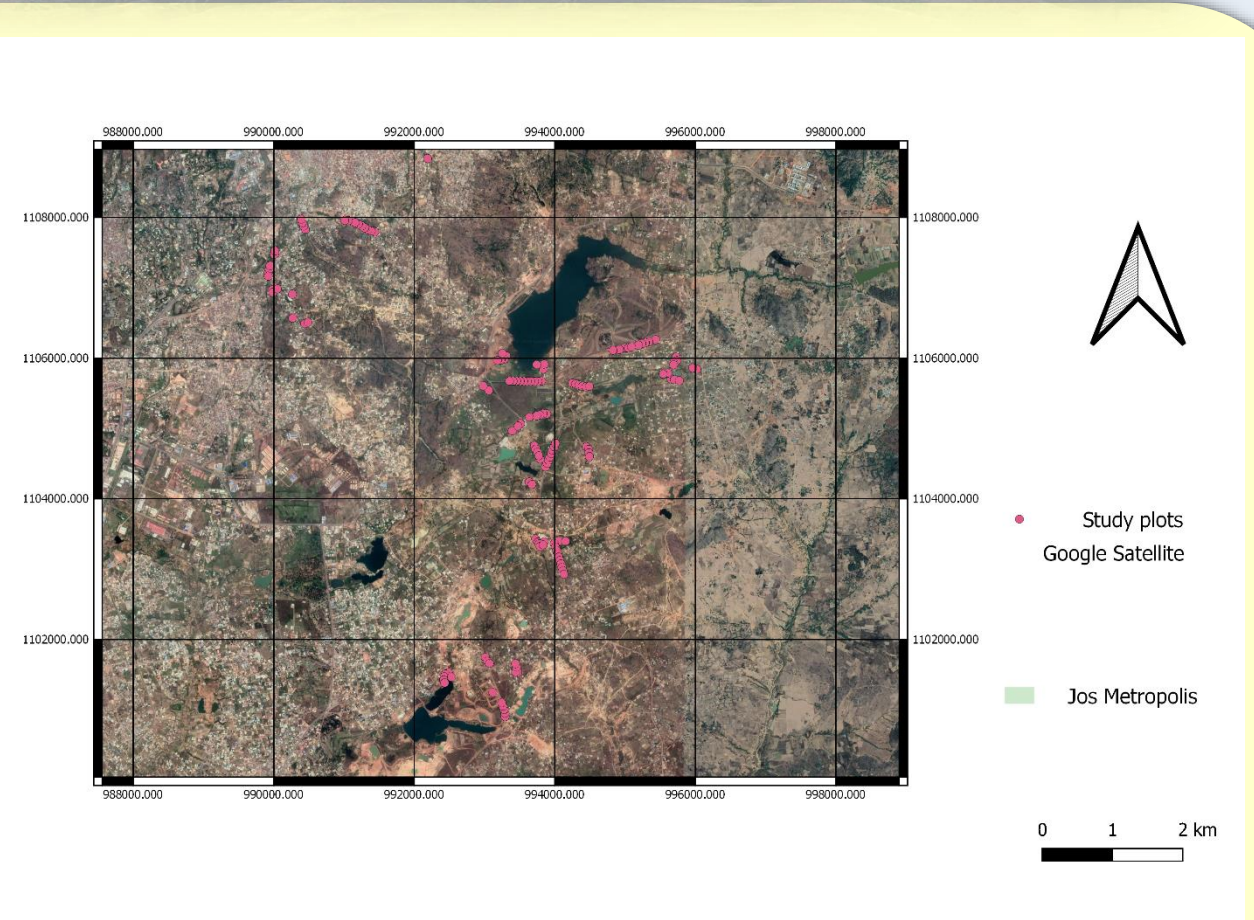 988000.000 990000.000 992000.000 994000.000 996000.000 998000.000
1108000.000 1108000.000
1106000.000 1106000.000
1104000.000 1104000.000
Study plots
Google Satellite
1102000.000 1102000.000
Jos Metropolis
988000.000 990000.000 992000.000 994000.000 996000.000 998000.000
0 1 2 km